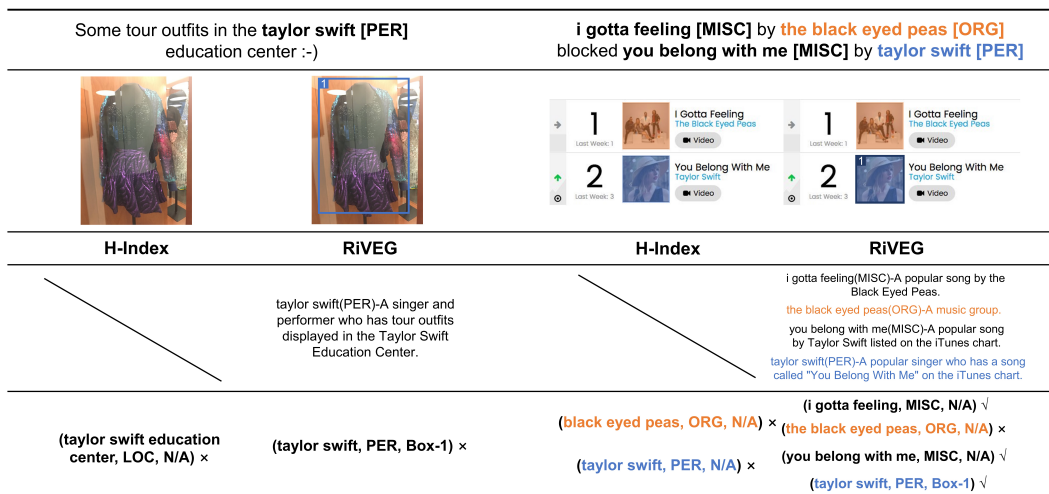 Some tour outfits in the taylor swift [PER]
education center :-)
i gotta feeling [MISC] by the black eyed peas [ORG]
blocked you belong with me [MISC] by taylor swift [PER]
1
1
Last Week: 1
I Gotta Feeling
The Black Eyed Peas
Video
2
Last Week: 3
You Belong With Me
Taylor Swift
Video
1
Last Week: 1
I Gotta Feeling
The Black Eyed Peas
Video
2
Last Week: 3
1
You Belong With Me
Taylor Swift
Video
H-Index
RiVEG
H-Index
RiVEG
taylor swift(PER)-A singer and
performer who has tour outfits
displayed in the Taylor Swift
Education Center.
i gotta feeling(MISC)-A popular song by the
Black Eyed Peas.
the black eyed peas(ORG)-A music group.
you belong with me(MISC)-A popular song
by Taylor Swift listed on the iTunes chart.
taylor swift(PER)-A popular singer who has a song
called "You Belong With Me" on the iTunes chart.
(taylor swift education
center, LOC, N/A) ×
(taylor swift, PER, Box-1) ×
(black eyed peas, ORG, N/A) ×
(taylor swift, PER, N/A) ×
(i gotta feeling, MISC, N/A) √
(the black eyed peas, ORG, N/A) ×
(you belong with me, MISC, N/A) √
(taylor swift, PER, Box-1) √